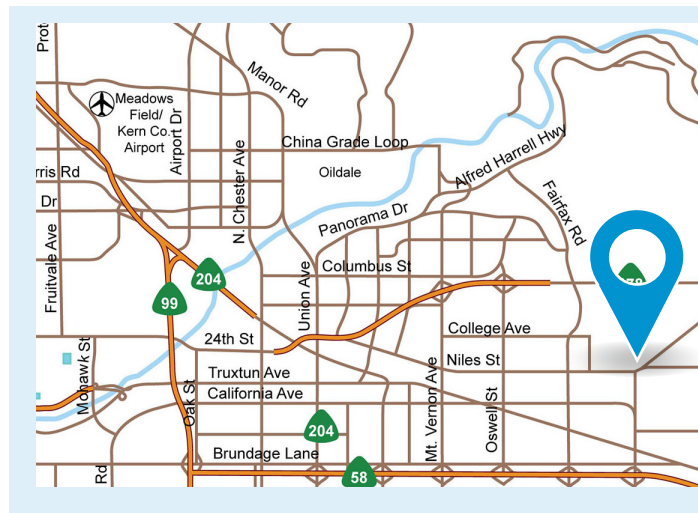 Manor Rd
Meadows
Field/
Kern Co.
Airport
Airport Dr
N. Chester Ave
China Grade Loop
Oildale
Alfred Harrell Hwy
Fairfax Rd
rris Rd
Dr
Fruitvale Ave
Panorama Dr
Columbus St
Union Ave
204
99
24th St
College Ave
Niles St
Mohawk St
Oak St
Truxtun Ave
California Ave
Mt. Vernon Ave
Oswell St
204
Brundage Lane
58
Rd